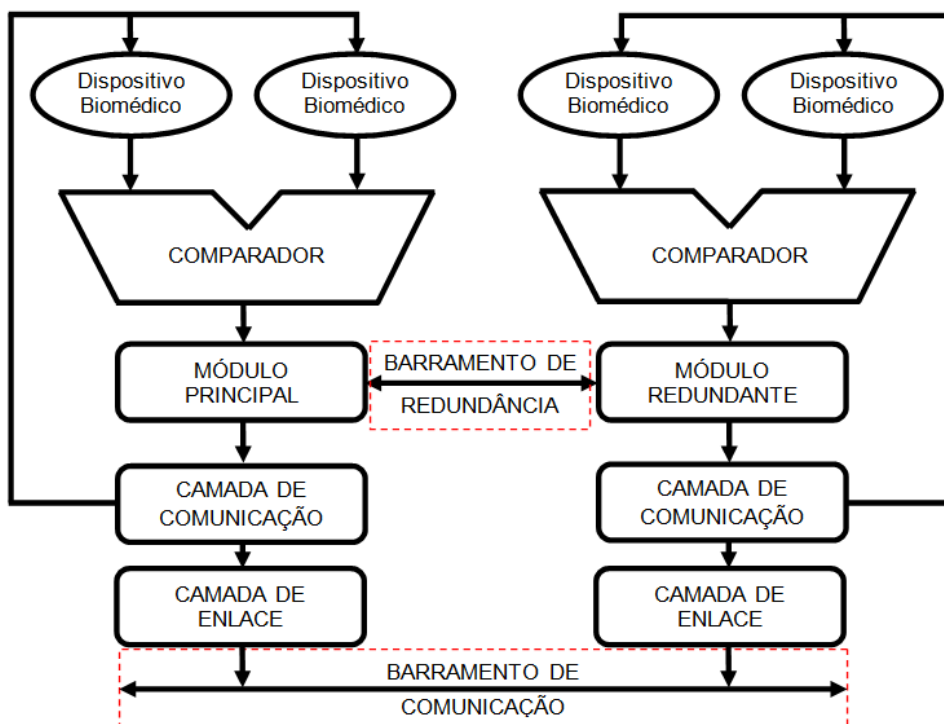 Dispositivo
Biomédico
Dispositivo
Biomédico
Dispositivo
Biomédico
Dispositivo
Biomédico
COMPARADOR
COMPARADOR
MÓDULO
PRINCIPAL
BARRAMENTO DE
REDUNDÂNCIA
MÓDULO
REDUNDANTE
CAMADA DE
COMUNICAÇÃO
CAMADA DE
COMUNICAÇÃO
CAMADA DE
ENLACE
CAMADA DE
ENLACE
BARRAMENTO DE
COMUNICAÇÃO